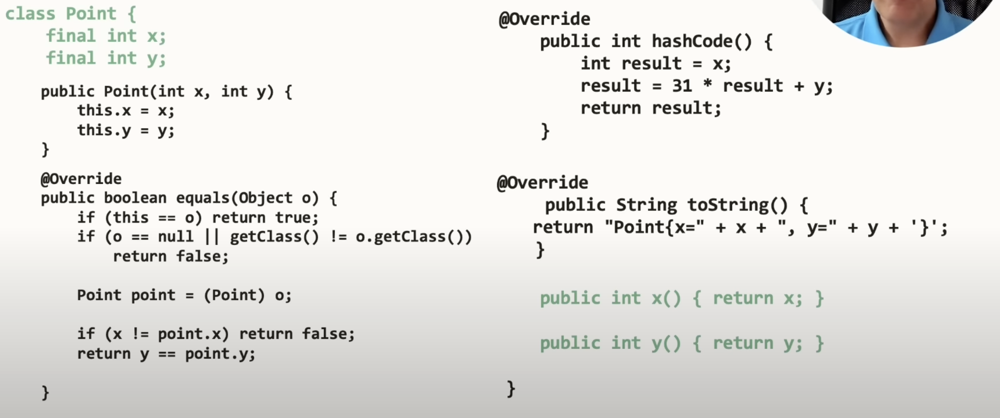 class Point {
    final int x;
    final int y;
    public Point(int x, int y) {
        this.x = x;
        this.y = y;
    }
    @Override
    public boolean equals(Object o) {
        if (this == o) return true;
        if (o == null || getClass() != o.getClass())
            return false;
        Point point = (Point) o;
        if (x != point.x) return false;
        return y == point.y;
    }
@Override
    public int hashCode() {
        int result = x;
        result = 31 * result + y;
        return result;
    }
@Override
    public String toString() {
    return "Point{x=" + x + ", y=" + y + '}';
    }
    public int x() { return x; }
    public int y() { return y; }
}